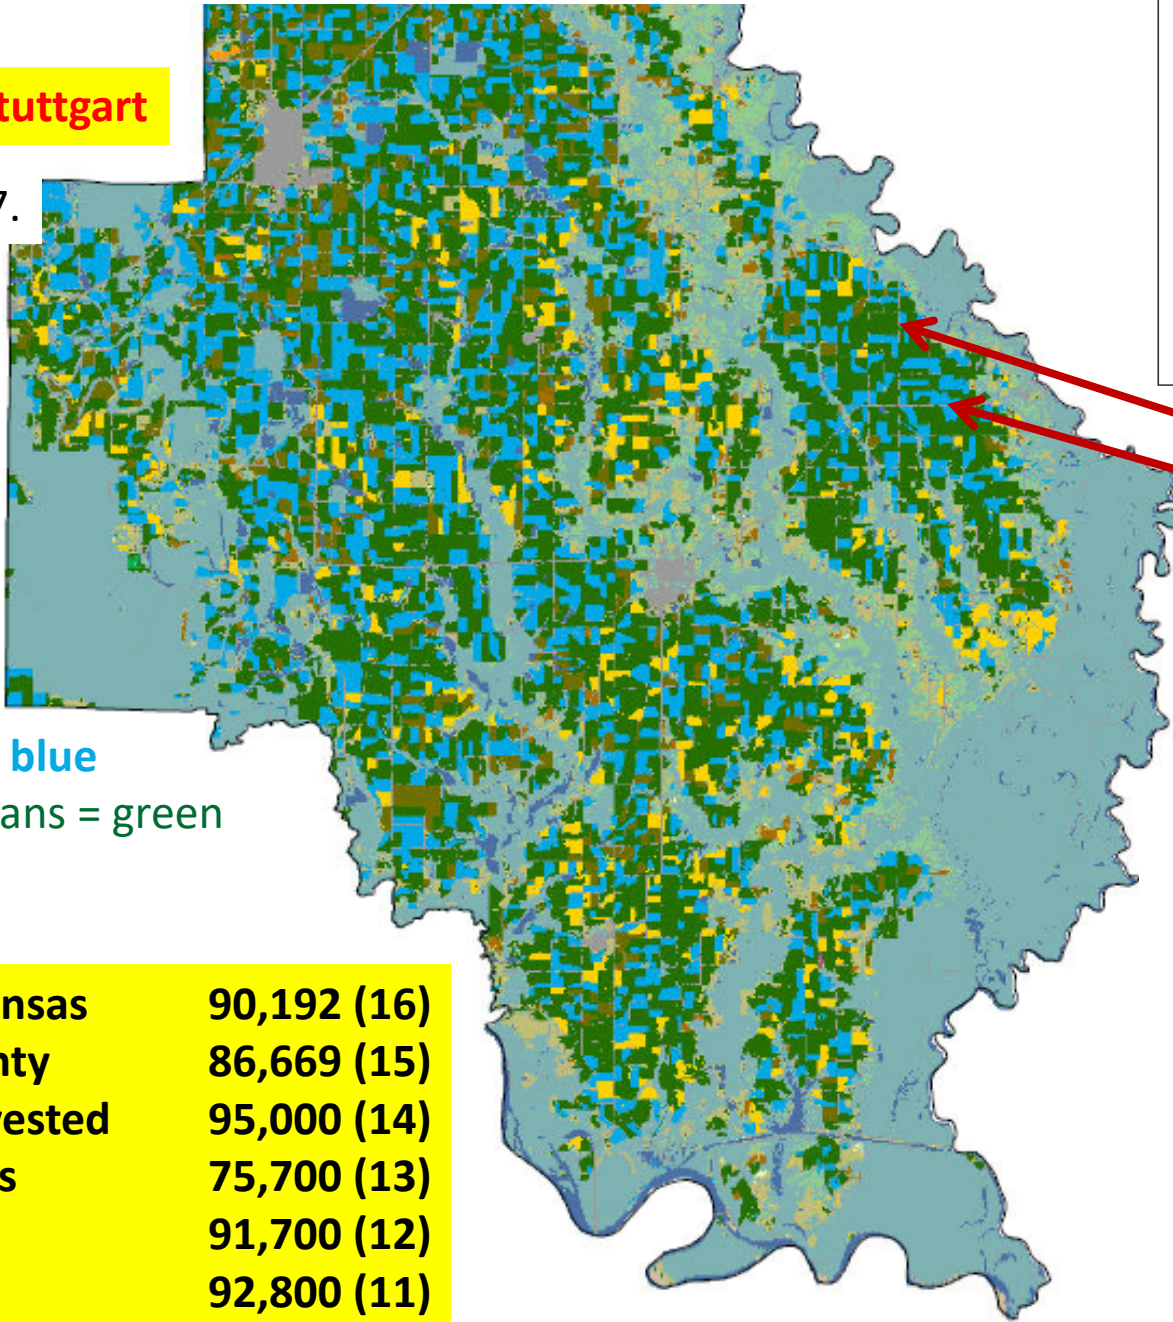 tuttgart
7.
blue
ans = green
nsas 90,192 (16)
nty 86,669 (15)
vested 95,000 (14)
s 75,700 (13)
91,700 (12)
92,800 (11)